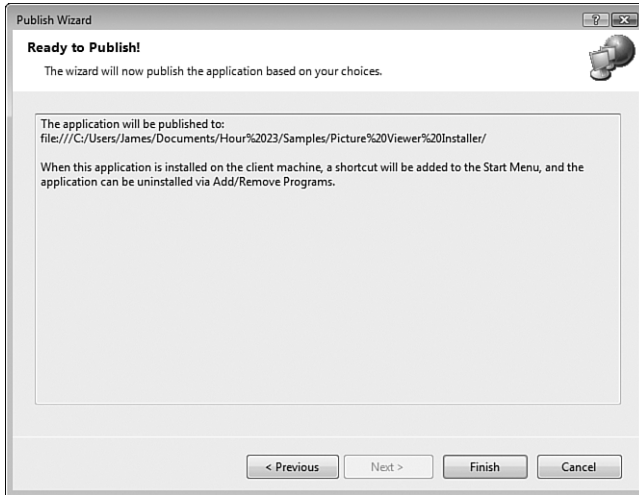 Publish Wizard
Ready to Publish!
The wizard will now publish the application based on your choices.
The application will be published to:
file:///C:/Users/James/Documents/Hour%2023/Samples/Picture%20Viewer%20Installer/
When this application is installed on the client machine, a shortcut will be added to the Start Menu, and the
application can be uninstalled via Add/Remove Programs.
< Previous
Next >
Finish
Cancel